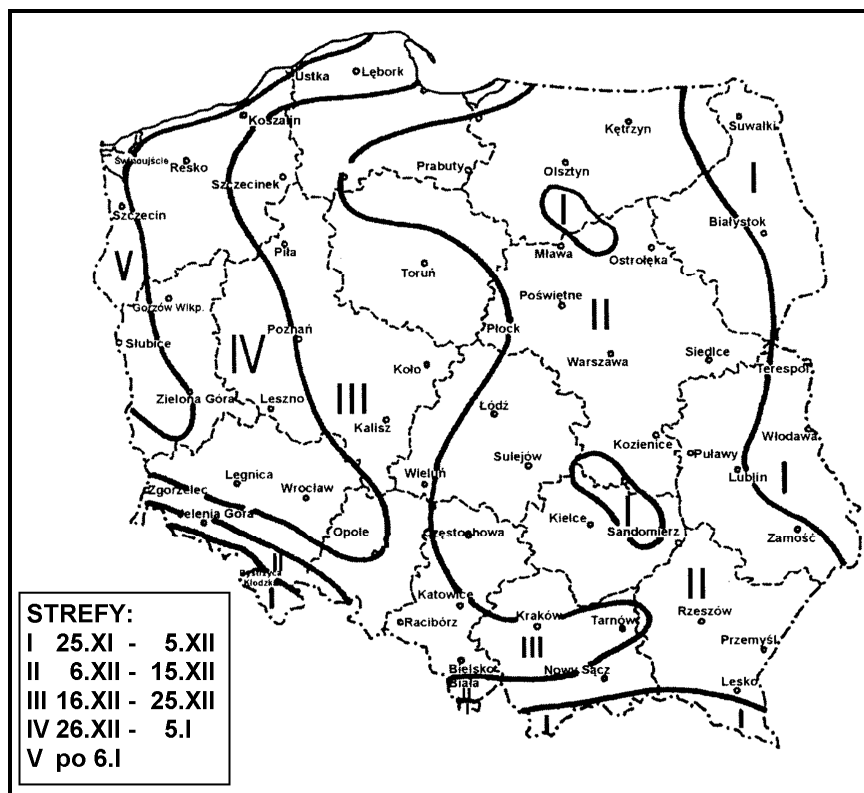 Ustka
Lębork
Koszalin
Kętrzyn
Suwałki
Świnoujście
Resko
Prabuty
Olsztyn
I
Szczecinek
Szczecin
I
Białystok
V
Piła
Toruń
Mława
Ostrołęka
Gorzów Wlkp.
Poświętne
II
Słubice
Poznań
Płock
IV
Warszawa
Siedlce
Koło
Terespol
Zielona Góra
Leszno
III
Łódź
Kalisz
Włodawa
Kozienice
Sulejów
Puławy
Legnica
Wieluń
Lublin
I
Zgorzelec
Wrocław
Jelenia Góra
I
Opole
Częstochowa
Kielce
Sandomierz
Zamość
II
Bystrzyca
Kłodzka
I
II
Katowice
Racibórz
Kraków
Tarnów
Rzeszów
III
Przemyśl
Bielsko
Biała
Nowy Sącz
Lesko
II
I
I
STREFY:
I 25.XI - 5.XII
II 6.XII - 15.XII
III 16.XII - 25.XII
IV 26.XII - 5.I
V po 6.I